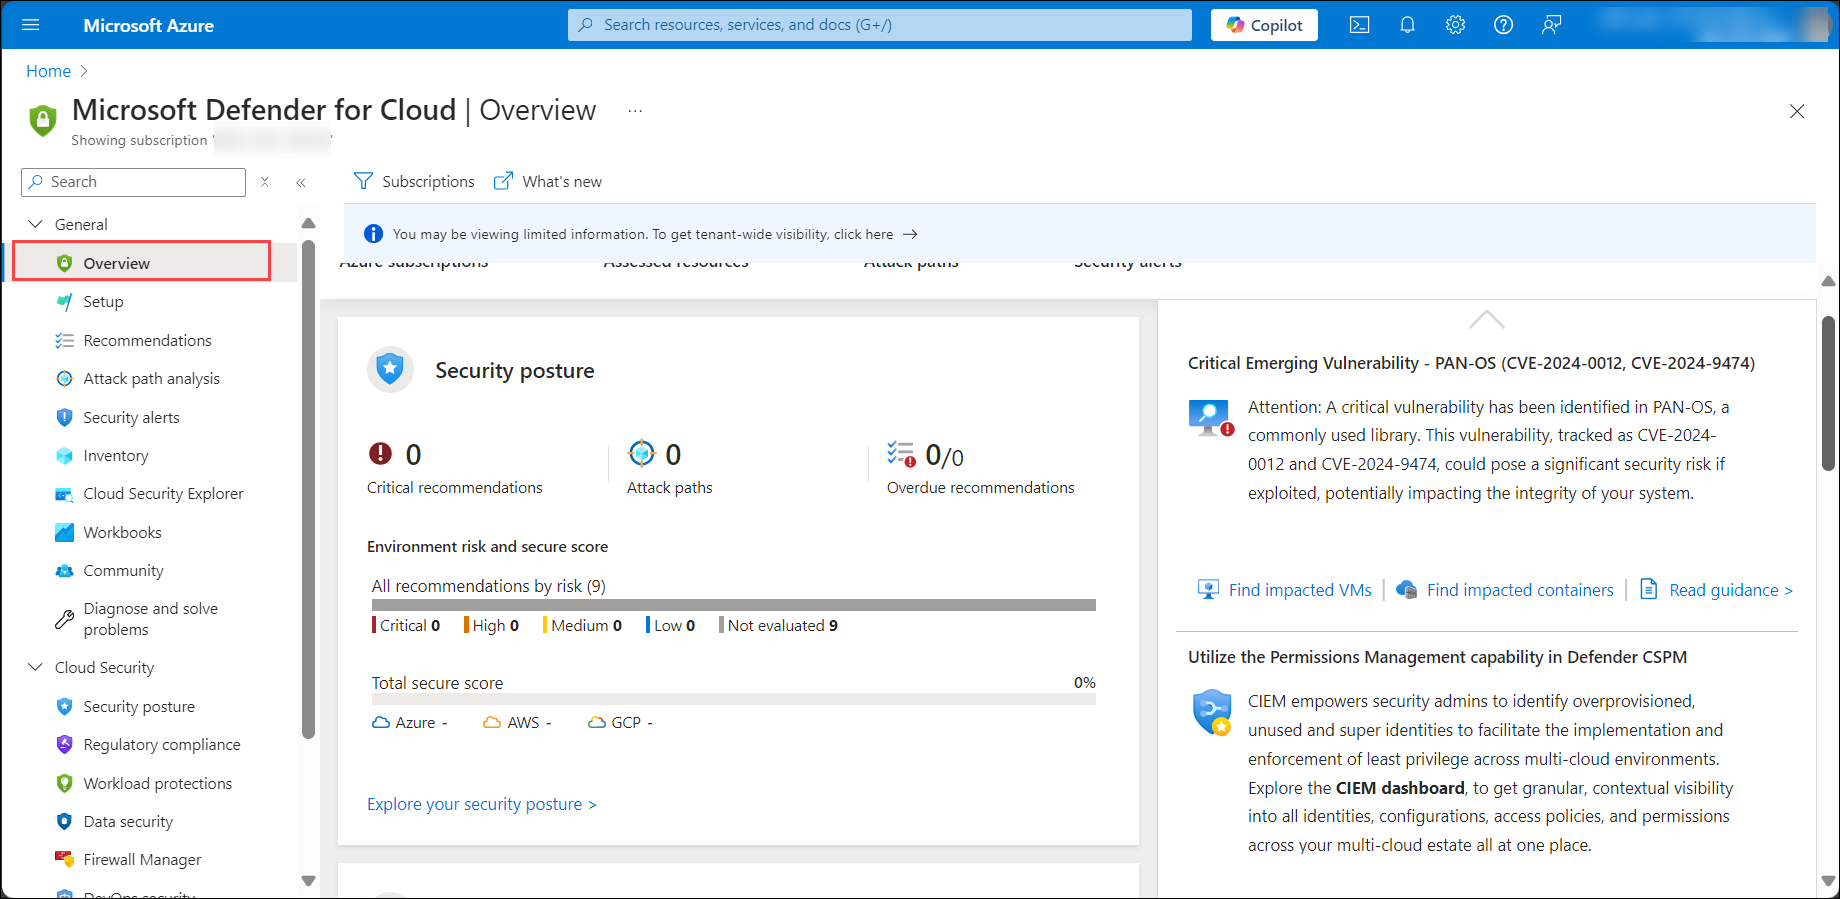 Microsoft Azure
Search resources, services, and docs (G+/)
Copilot
Home
Microsoft Defender for Cloud | Overview
...
Showing subscription '
Search
Subscriptions
What's new
General
Overview
Setup
Recommendations
Attack path analysis
Security alerts
Inventory
Cloud Security Explorer
Workbooks
Community
Diagnose and solve
problems
Cloud Security
Security posture
Regulatory compliance
Workload protections
Data security
Firewall Manager
DevOps security
You may be viewing limited information. To get tenant-wide visibility, click here →
Azure subscriptions
Assessed resources
Attack paths
Security alerts
Security posture
0
Critical recommendations
0
Attack paths
0/0
Overdue recommendations
Environment risk and secure score
All recommendations by risk (9)
Critical 0 High 0 Medium 0 Low 0 Not evaluated 9
Total secure score 0%
Azure - AWS - GCP -
Explore your security posture >
Critical Emerging Vulnerability - PAN-OS (CVE-2024-0012, CVE-2024-9474)
Attention: A critical vulnerability has been identified in PAN-OS, a
commonly used library. This vulnerability, tracked as CVE-2024-
0012 and CVE-2024-9474, could pose a significant security risk if
exploited, potentially impacting the integrity of your system.
Find impacted VMs | Find impacted containers | Read guidance >
Utilize the Permissions Management capability in Defender CSPM
CIEM empowers security admins to identify overprovisioned,
unused and super identities to facilitate the implementation and
enforcement of least privilege across multi-cloud environments.
Explore the CIEM dashboard, to get granular, contextual visibility
into all identities, configurations, access policies, and permissions
across your multi-cloud estate all at one place.